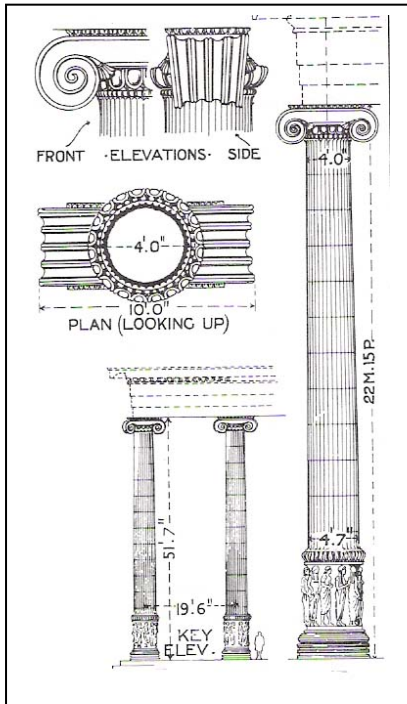 FRONT · ELEVATIONS · SIDE
4'.0"
4'.0"
10'.0"
PLAN (LOOKING UP)
22 M. 15 P.
51'.7"
4'.7"
19'.6"
KEY
ELEV.